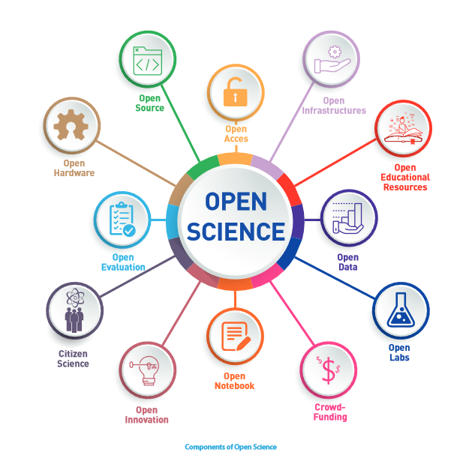 Open
Source
Open
Acces
Open
Infrastructures
Open
Hardware
Open
Educational
Resources
OPEN
SCIENCE
Open
Evaluation
Open
Data
Citizen
Science
Open
Labs
Open
Innovation
Open
Notebook
Crowd-
Funding
Components of Open Science